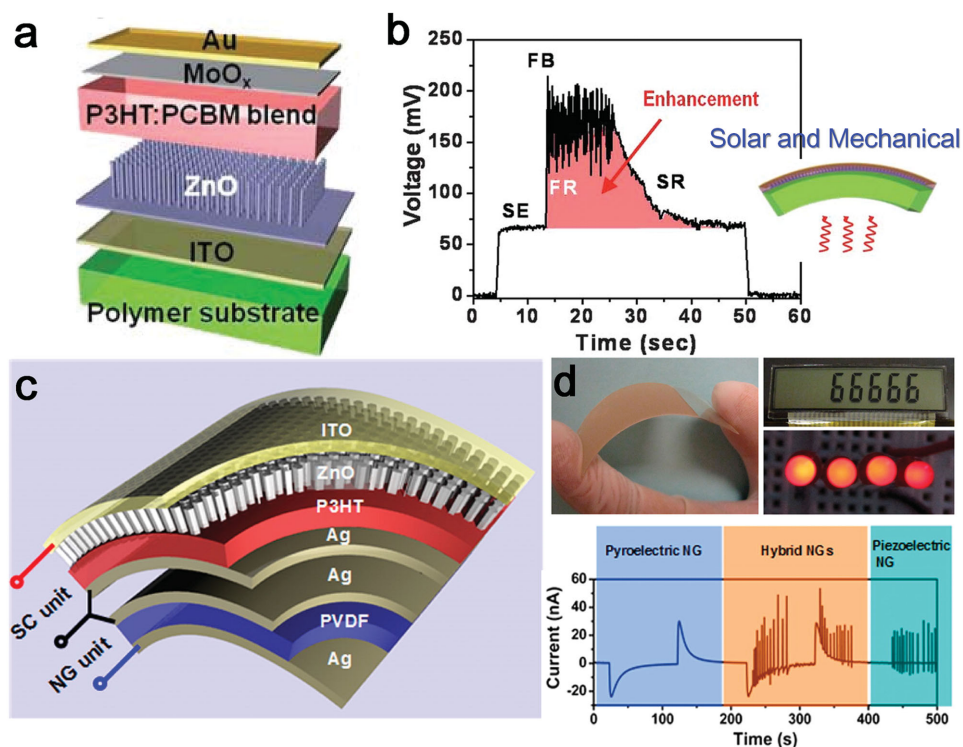 a
Au
MoOₓ
P3HT:PCBM blend
ZnO
ITO
Polymer substrate
b
250
200
150
100
50
0
Voltage (mV)
FB
Enhancement
FR
SE
SR
Solar and Mechanical
0 10 20 30 40 50 60
Time (sec)
c
ITO
ZnO
P3HT
Ag
Ag
PVDF
Ag
SC unit
NG unit
d
66666
Pyroelectric NG
Hybrid NGs
Piezoelectric
NG
60
40
20
0
-20
Current (nA)
0 100 200 300 400 500
Time (s)